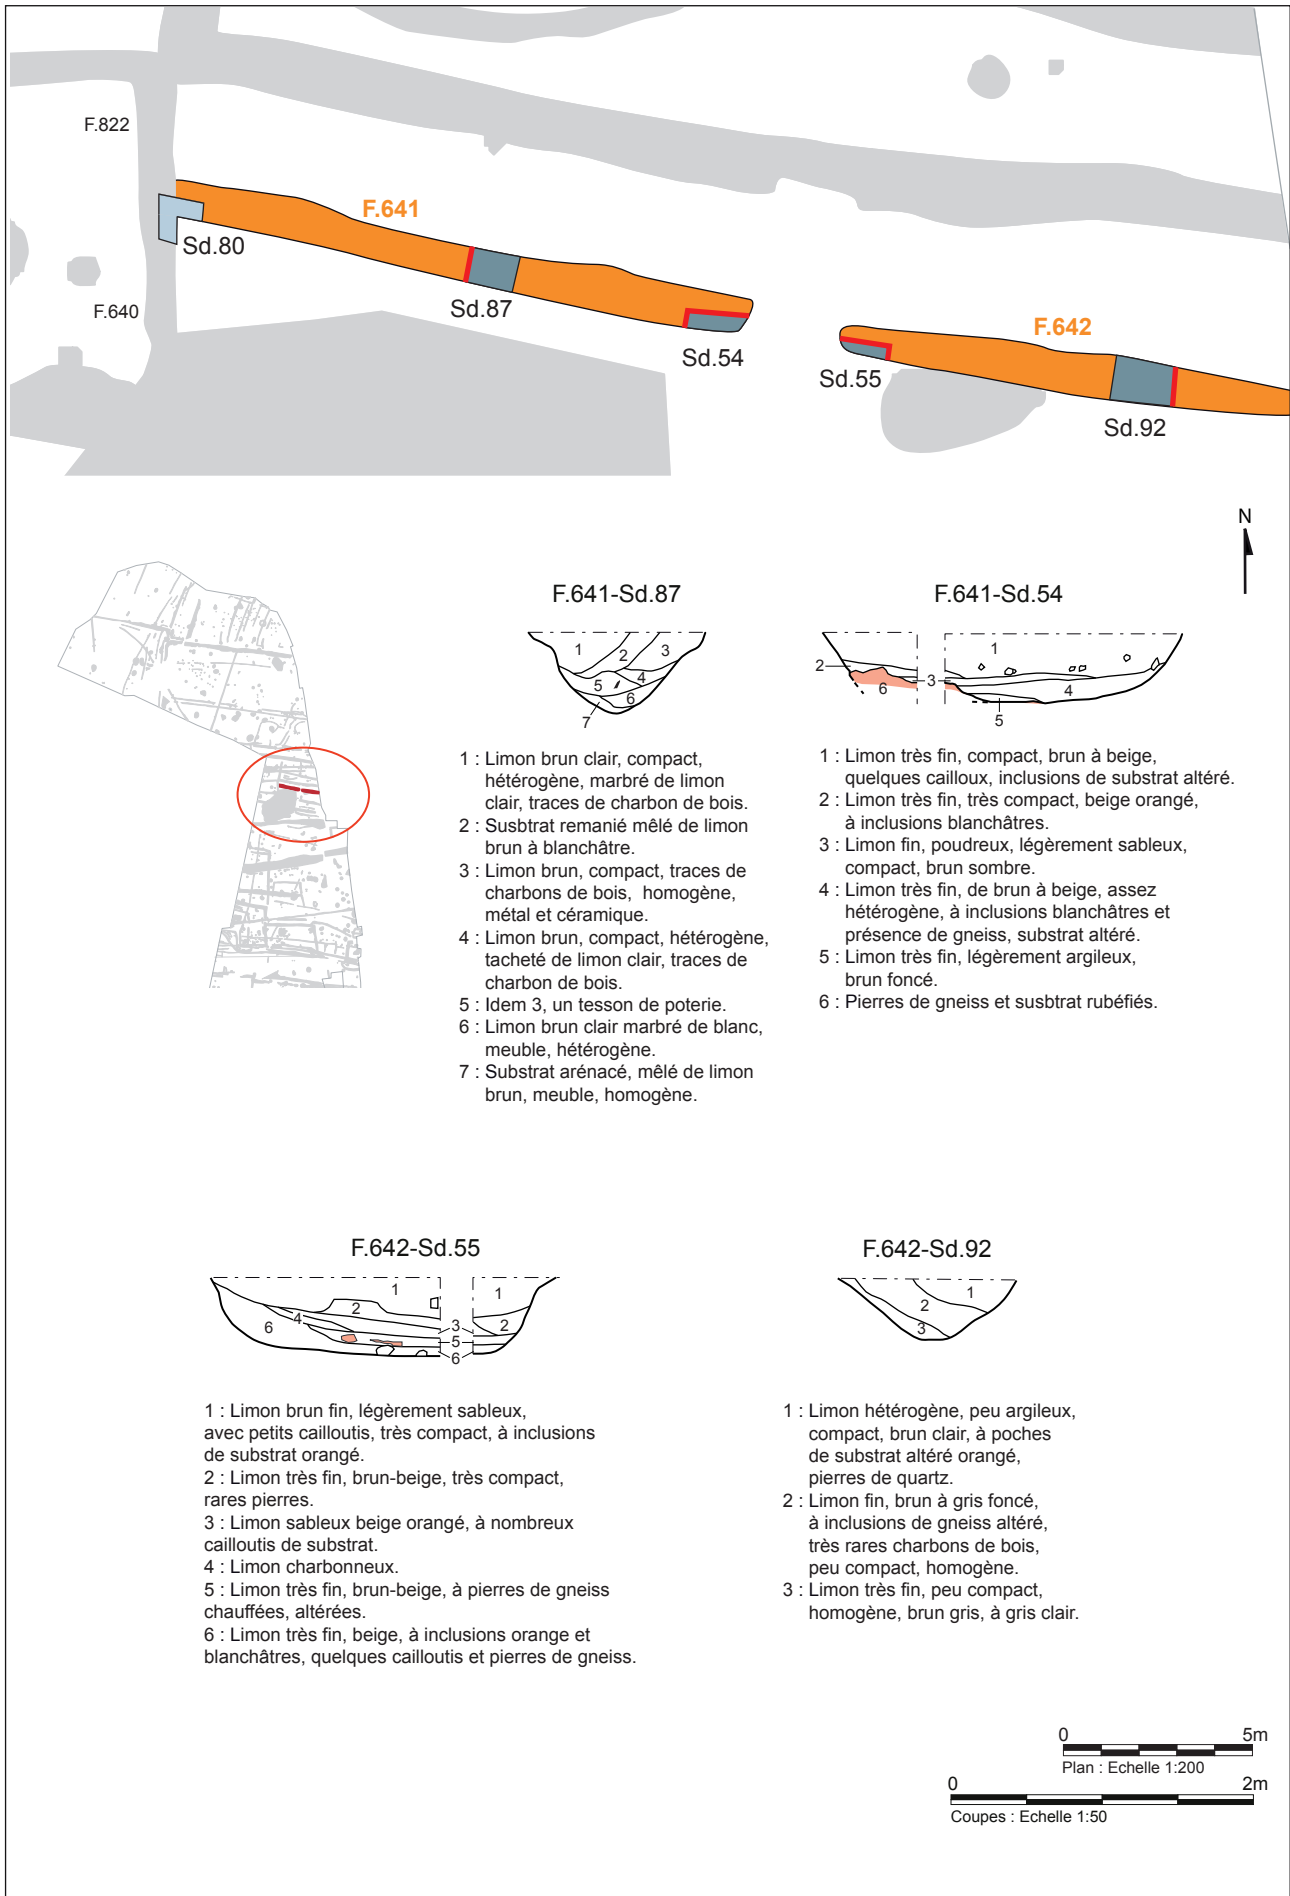 F.822
F.641
Sd.80
Sd.87
F.640
Sd.54
F.642
Sd.55
Sd.92
N
F.641-Sd.87
1
2
3
4
5
6
7
1 : Limon brun clair, compact,
hétérogène, marbré de limon
clair, traces de charbon de bois.
2 : Susbtrat remanié mêlé de limon
brun à blanchâtre.
3 : Limon brun, compact, traces de
charbons de bois, homogène,
métal et céramique.
4 : Limon brun, compact, hétérogène,
tacheté de limon clair, traces de
charbon de bois.
5 : Idem 3, un tesson de poterie.
6 : Limon brun clair marbré de blanc,
meuble, hétérogène.
7 : Substrat arénacé, mêlé de limon
brun, meuble, homogène.
F.641-Sd.54
1
2
6
3
4
5
1 : Limon très fin, compact, brun à beige,
quelques cailloux, inclusions de substrat altéré.
2 : Limon très fin, très compact, beige orangé,
à inclusions blanchâtres.
3 : Limon fin, poudreux, légèrement sableux,
compact, brun sombre.
4 : Limon très fin, de brun à beige, assez
hétérogène, à inclusions blanchâtres et
présence de gneiss, substrat altéré.
5 : Limon très fin, légèrement argileux,
brun foncé.
6 : Pierres de gneiss et susbtrat rubéfiés.
F.642-Sd.55
1
1
2
4
6
3
2
5
6
1 : Limon brun fin, légèrement sableux,
avec petits cailloutis, très compact, à inclusions
de substrat orangé.
2 : Limon très fin, brun-beige, très compact,
rares pierres.
3 : Limon sableux beige orangé, à nombreux
cailloutis de substrat.
4 : Limon charbonneux.
5 : Limon très fin, brun-beige, à pierres de gneiss
chauffées, altérées.
6 : Limon très fin, beige, à inclusions orange et
blanchâtres, quelques cailloutis et pierres de gneiss.
F.642-Sd.92
1
2
3
1 : Limon hétérogène, peu argileux,
compact, brun clair, à poches
de substrat altéré orangé,
pierres de quartz.
2 : Limon fin, brun à gris foncé,
à inclusions de gneiss altéré,
très rares charbons de bois,
peu compact, homogène.
3 : Limon très fin, peu compact,
homogène, brun gris, à gris clair.
0 5m
Plan : Echelle 1:200
0 2m
Coupes : Echelle 1:50